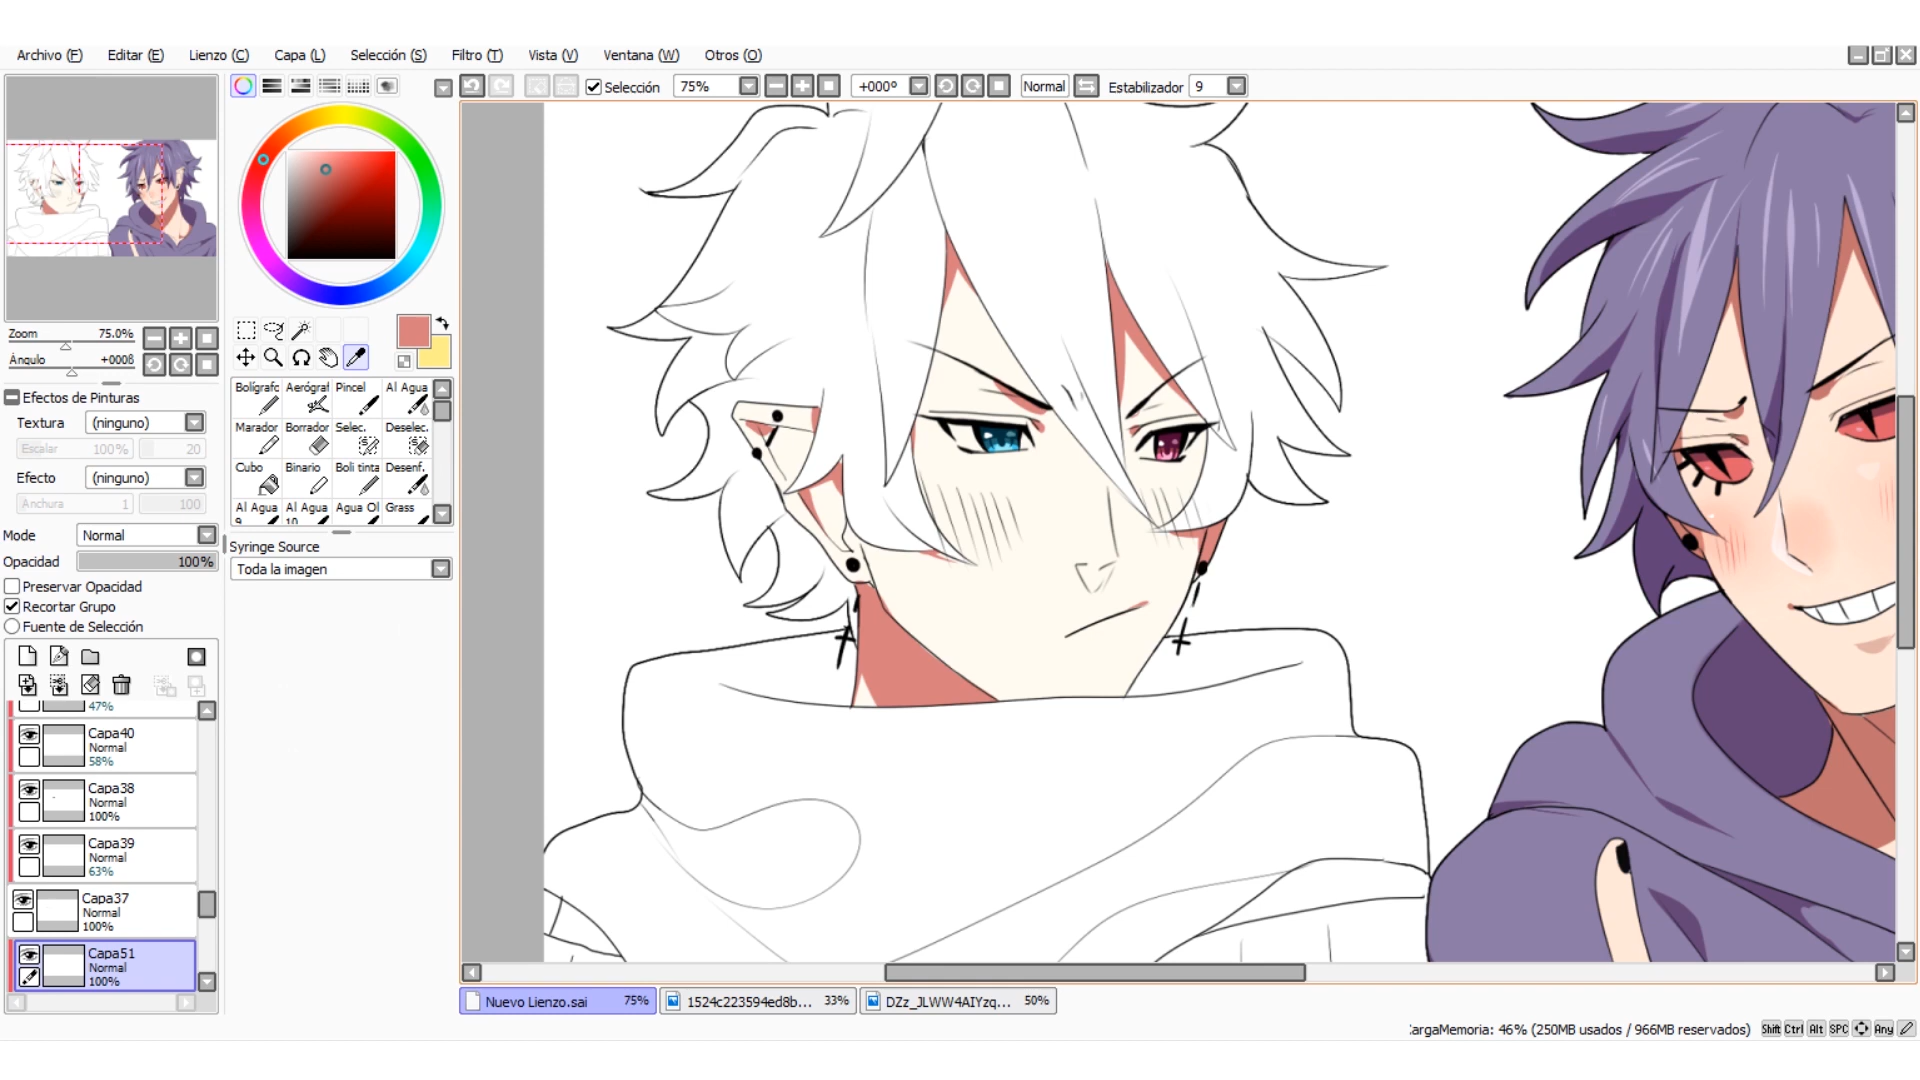 Archivo (F) Editar (E) Lienzo (C) Capa (L) Selección (S) Filtro (T) Vista (V) Ventana (W) Otros (O)
Selección 75% +000º Normal Estabilizador 9
Zoom 75.0%
Ángulo +000ß
Efectos de Pinturas
Textura (ninguno)
Escalar 100% 20
Efecto (ninguno)
Anchura 1 100
Mode Normal
Opacidad 100%
Preservar Opacidad
Recortar Grupo
Fuente de Selección
47%
Capa40
Normal
58%
Capa38
Normal
100%
Capa39
Normal
63%
Capa37
Normal
100%
Capa51
Normal
100%
Bolígrafc Aerógraf Pincel Al Agua
Marador Borrador Selec. Deselec.
Cubo Binario Boli tinta Desenf.
Al Agua 9 Al Agua 10 Agua Ol Grass
Syringe Source
Toda la imagen
Nuevo Lienzo.sai 75% 1524c223594ed8b... 33% DZz_JLWW4AIYzq... 50%
argaMemoria: 46% (250MB usados / 966MB reservados) Shift Ctrl Alt SPC Any